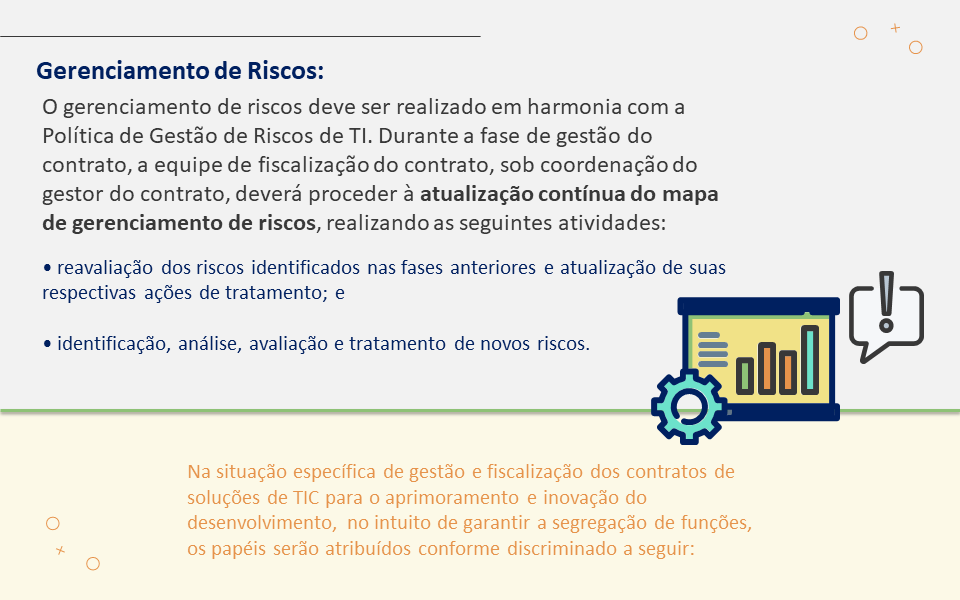 Gerenciamento de Riscos:
O gerenciamento de riscos deve ser realizado em harmonia com a
Política de Gestão de Riscos de TI. Durante a fase de gestão do
contrato, a equipe de fiscalização do contrato, sob coordenação do
gestor do contrato, deverá proceder à atualização contínua do mapa
de gerenciamento de riscos, realizando as seguintes atividades:
• reavaliação dos riscos identificados nas fases anteriores e atualização de suas
respectivas ações de tratamento; e
• identificação, análise, avaliação e tratamento de novos riscos.
Na situação específica de gestão e fiscalização dos contratos de
soluções de TIC para o aprimoramento e inovação do
desenvolvimento, no intuito de garantir a segregação de funções,
os papéis serão atribuídos conforme discriminado a seguir: